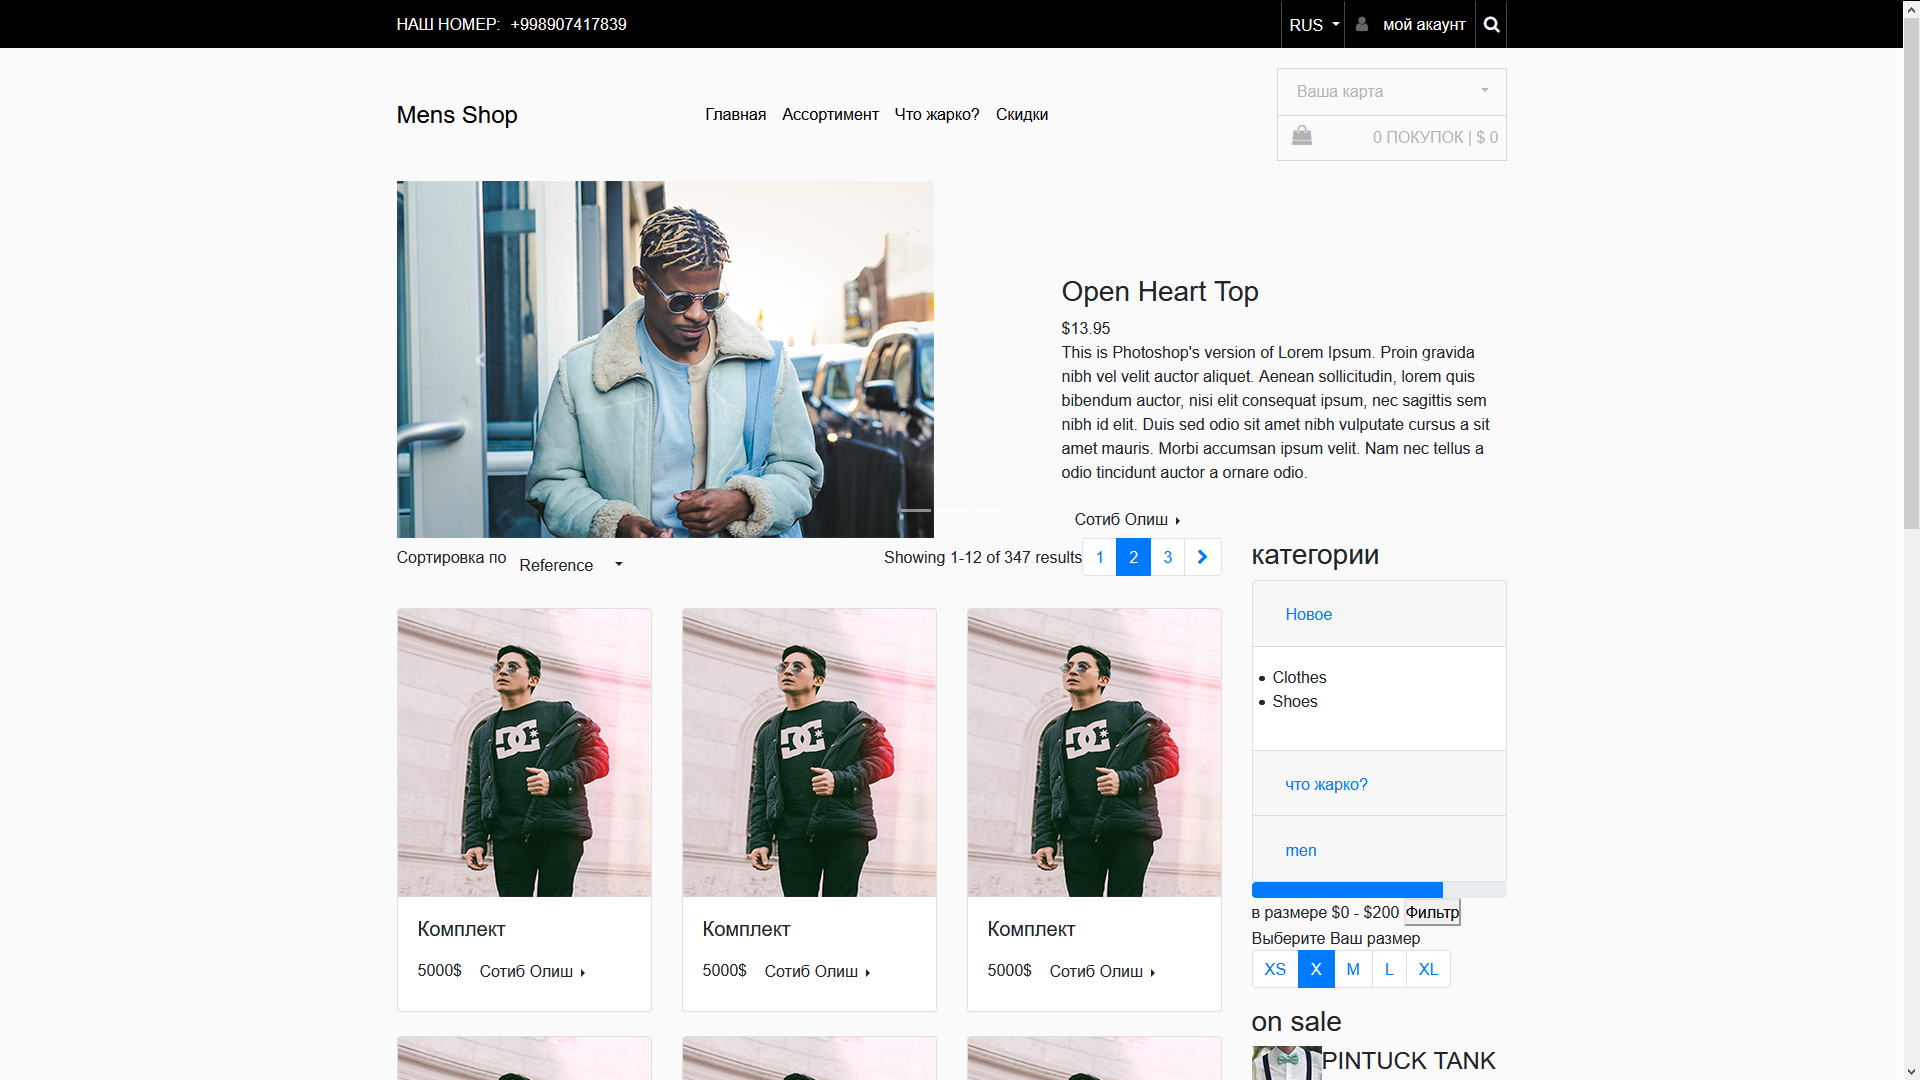 НАШ НОМЕР: +998907417839
RUS
мой акаунт
Mens Shop
Главная
Ассортимент
Что жарко?
Скидки
Ваша карта
0 ПОКУПОК | $ 0
Open Heart Top
$13.95
This is Photoshop's version of Lorem Ipsum. Proin gravida
nibh vel velit auctor aliquet. Aenean sollicitudin, lorem quis
bibendum auctor, nisi elit consequat ipsum, nec sagittis sem
nibh id elit. Duis sed odio sit amet nibh vulputate cursus a sit
amet mauris. Morbi accumsan ipsum velit. Nam nec tellus a
odio tincidunt auctor a ornare odio.
Сотиб Олиш
Сортировка по
Reference
Showing 1-12 of 347 results
1 2 3
DC
Комплект
5000$ Сотиб Олиш
DC
Комплект
5000$ Сотиб Олиш
DC
Комплект
5000$ Сотиб Олиш
категории
Новое
Clothes
Shoes
что жарко?
men
в размере $0 - $200 Фильтр
Выберите Ваш размер
XS X M L XL
on sale
PINTUCK TANK